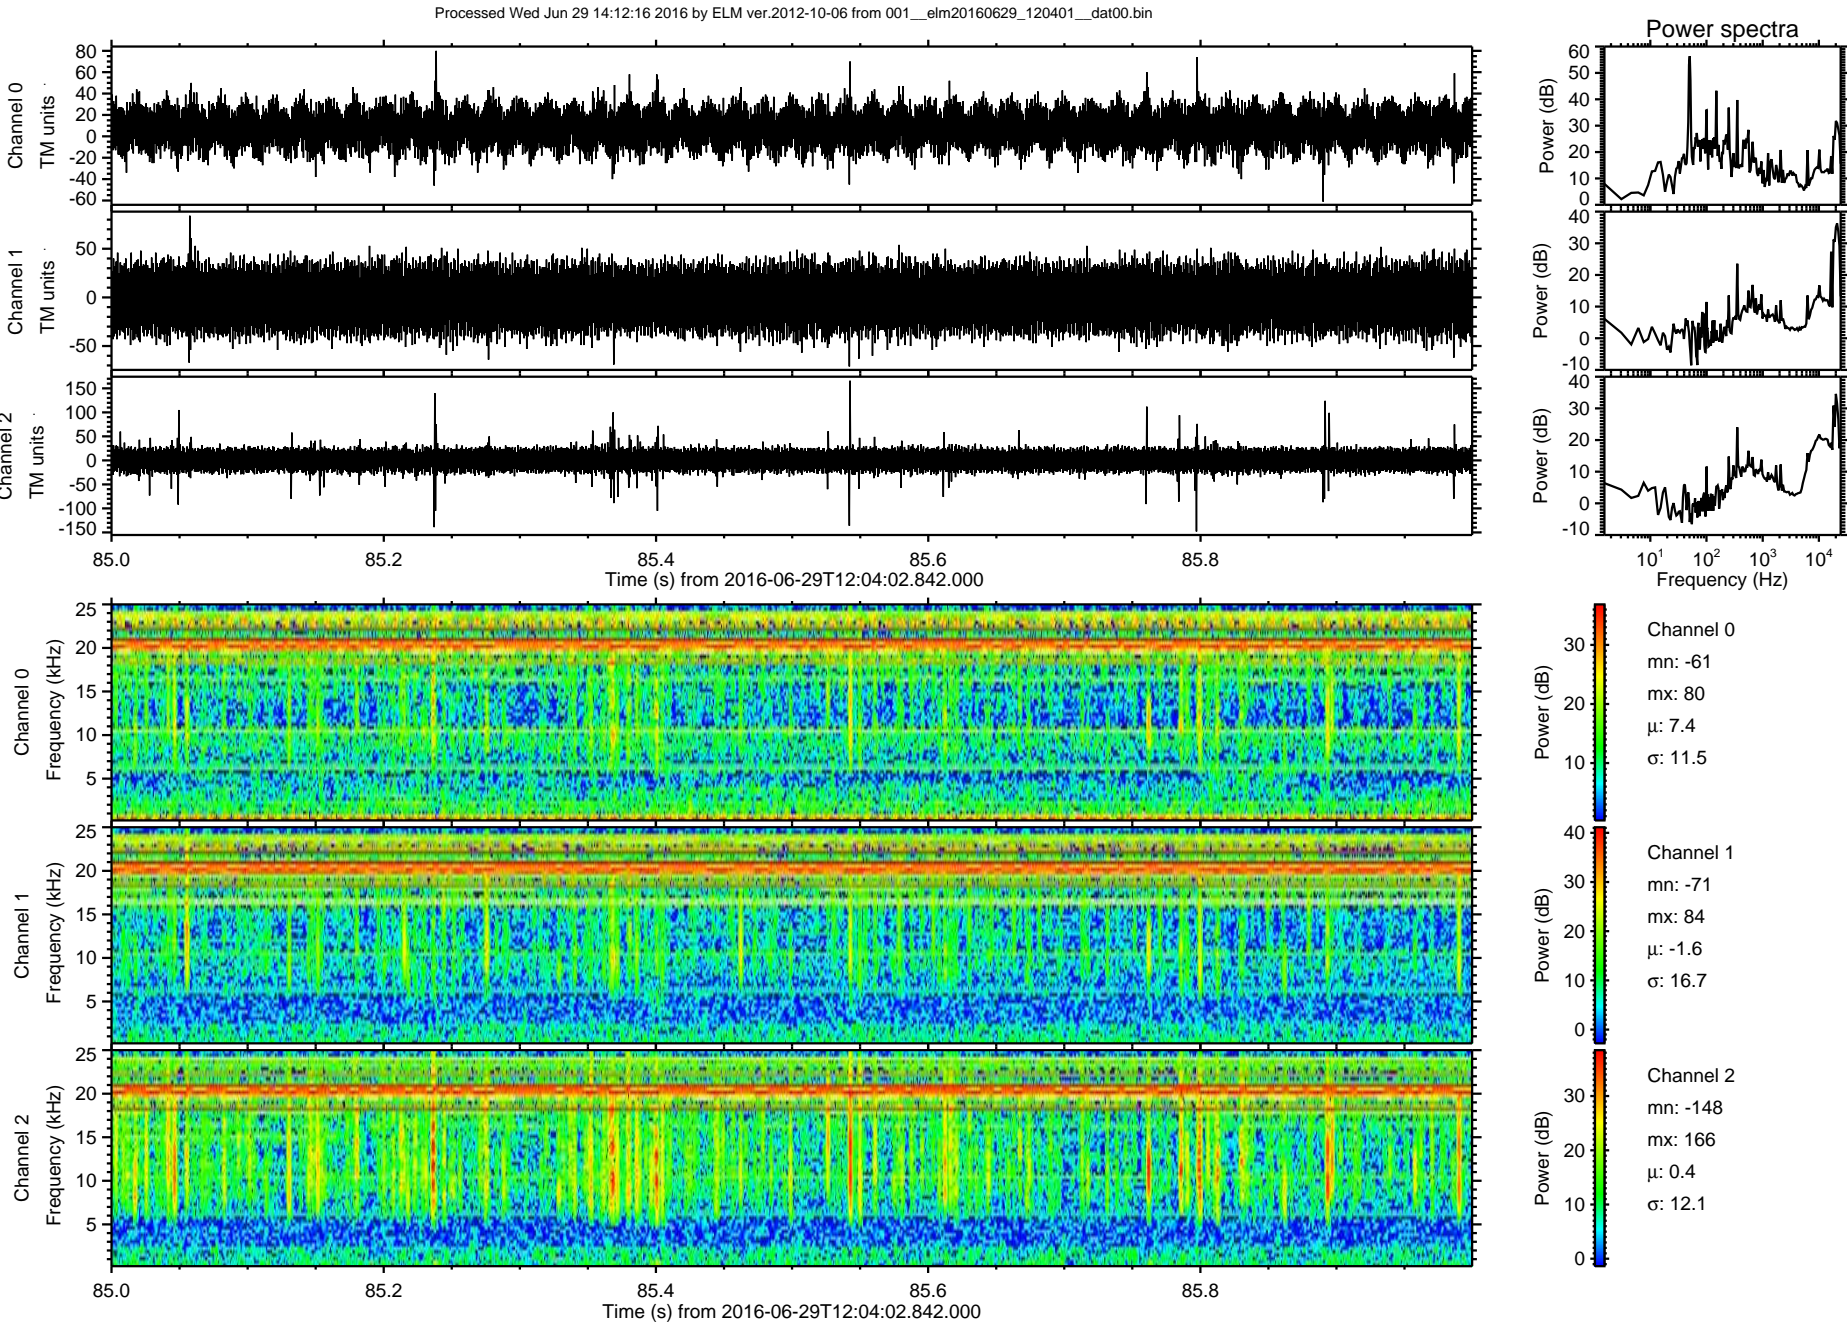 Processed Wed Jun 29 14:12:16 2016 by ELM ver.2012-10-06 from 001__elm20160629_120401__dat00.bin
Power spectra
Channel 0
TM units
80
60
40
20
0
-20
-40
-60
Power (dB)
60
50
40
30
20
10
0
Channel 1
TM units
50
0
-50
Power (dB)
40
30
20
10
0
-10
Channel 2
TM units
150
100
50
0
-50
-100
-150
Power (dB)
40
30
20
10
0
-10
85.0 85.2 85.4 85.6 85.8
Time (s) from 2016-06-29T12:04:02.842.000
10¹ 10² 10³ 10⁴
Frequency (Hz)
Channel 0
Frequency (kHz)
25
20
15
10
5
Power (dB)
30
20
10
Channel 0
mn: -61
mx: 80
μ: 7.4
σ: 11.5
Channel 1
Frequency (kHz)
25
20
15
10
5
Power (dB)
40
30
20
10
0
Channel 1
mn: -71
mx: 84
μ: -1.6
σ: 16.7
Channel 2
Frequency (kHz)
25
20
15
10
5
Power (dB)
30
20
10
0
Channel 2
mn: -148
mx: 166
μ: 0.4
σ: 12.1
85.0 85.2 85.4 85.6 85.8
Time (s) from 2016-06-29T12:04:02.842.000